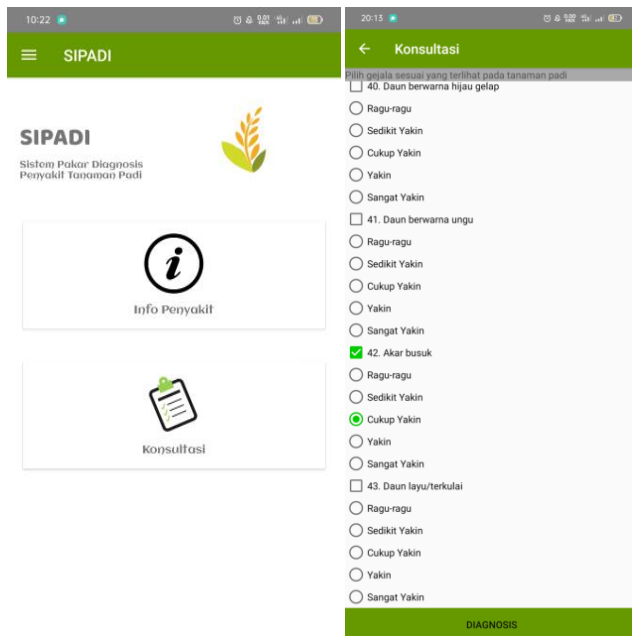 10:22
SIPADI
SIPADI
Sistem Pakar Diagnosis
Penyakit Tanaman Padi
Info Penyakit
Konsultasi
20:13
Konsultasi
Pilih gejala sesuai yang terlihat pada tanaman padi
40. Daun berwarna hijau gelap
Ragu-ragu
Sedikit Yakin
Cukup Yakin
Yakin
Sangat Yakin
41. Daun berwarna ungu
Ragu-ragu
Sedikit Yakin
Cukup Yakin
Yakin
Sangat Yakin
42. Akar busuk
Ragu-ragu
Sedikit Yakin
Cukup Yakin
Yakin
Sangat Yakin
43. Daun layu/terkulai
Ragu-ragu
Sedikit Yakin
Cukup Yakin
Yakin
Sangat Yakin
DIAGNOSIS